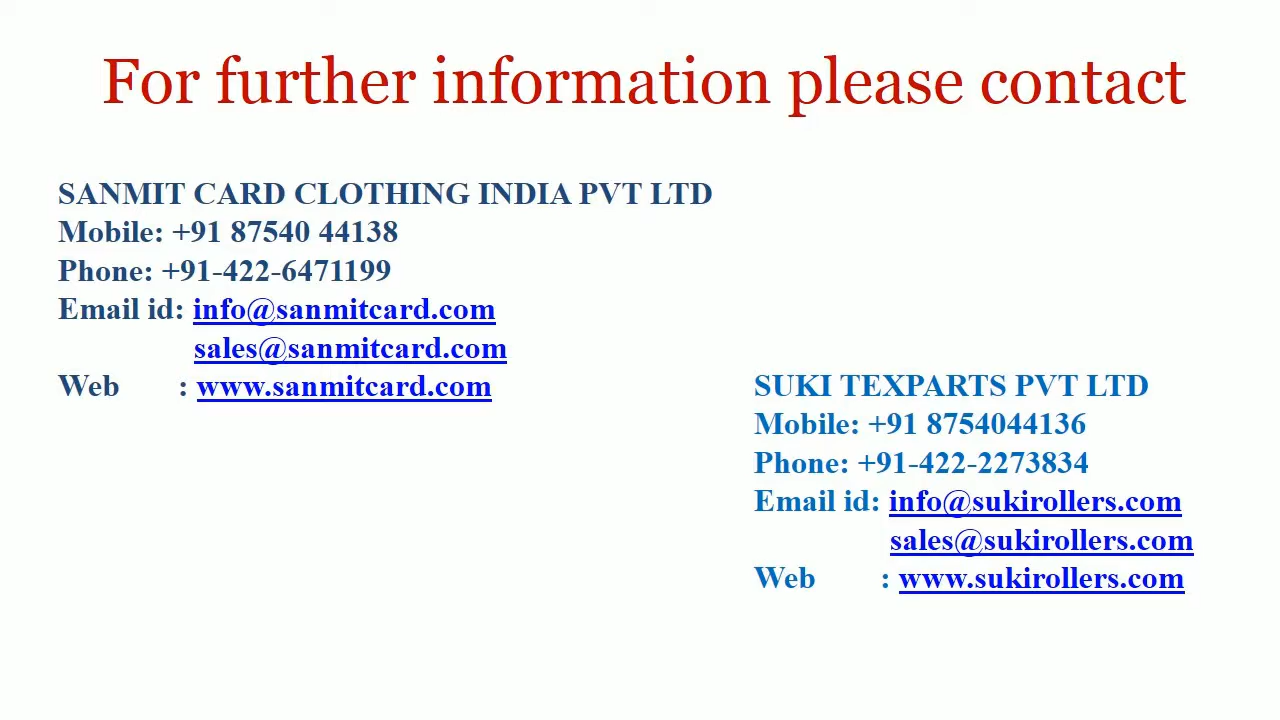 For further information please contact
SANMIT CARD CLOTHING INDIA PVT LTD
Mobile: +91 87540 44138
Phone: +91-422-6471199
Email id: info@sanmitcard.com
sales@sanmitcard.com
Web : www.sanmitcard.com
SUKI TEXPARTS PVT LTD
Mobile: +91 8754044136
Phone: +91-422-2273834
Email id: info@sukirollers.com
sales@sukirollers.com
Web : www.sukirollers.com